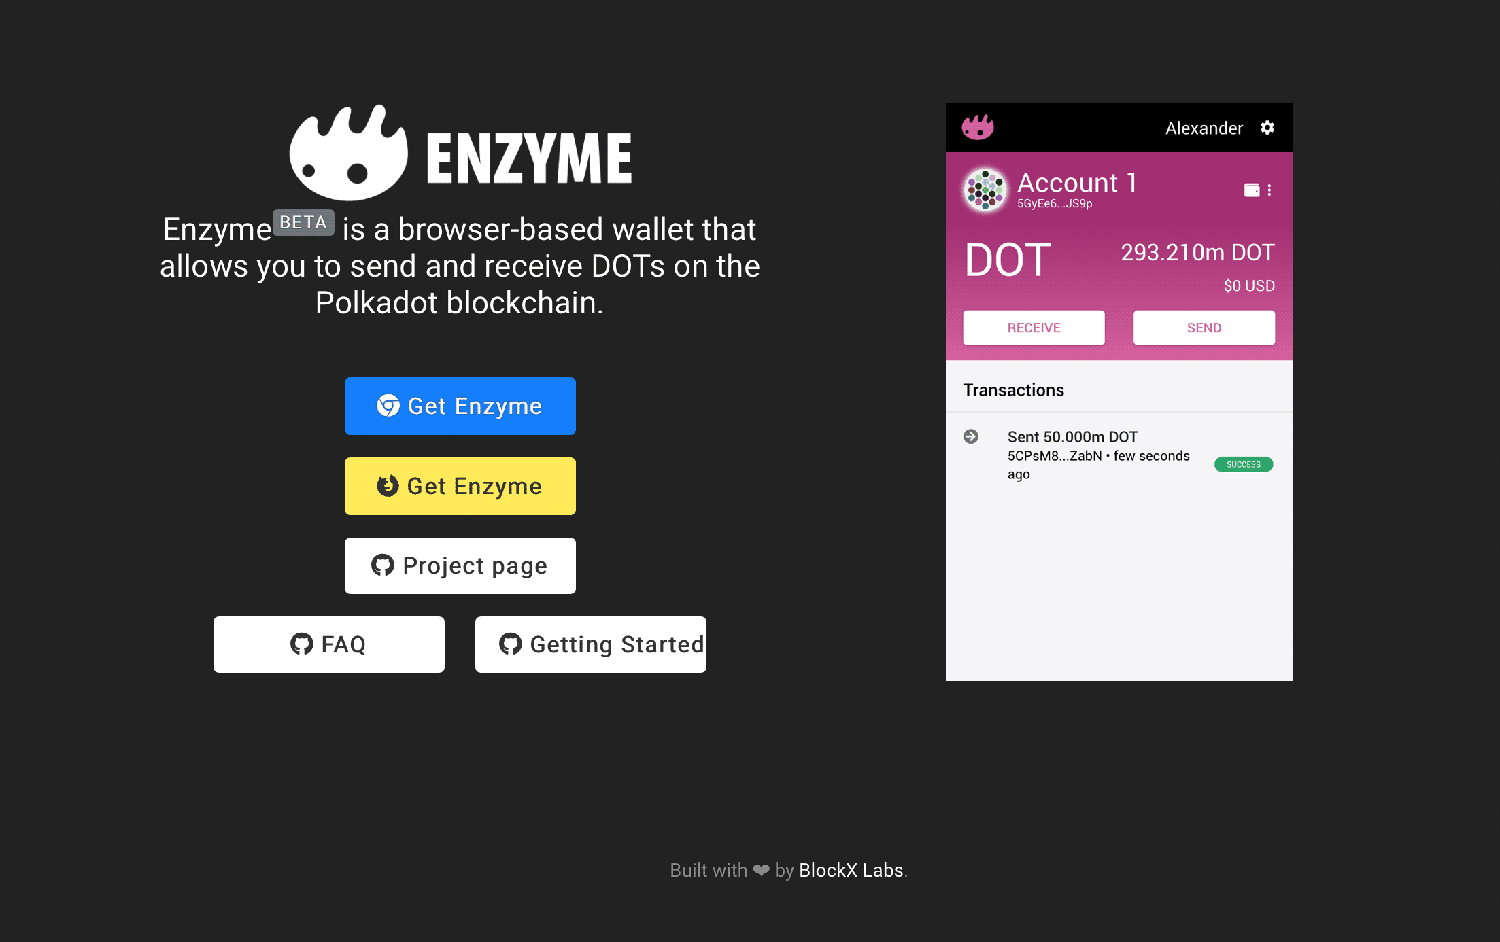 ENZYME
Enzyme BETA is a browser-based wallet that
allows you to send and receive DOTs on the
Polkadot blockchain.
Get Enzyme
Get Enzyme
Project page
FAQ
Getting Started
Alexander
Account 1
5GyEe6...JS9p
DOT
293.210m DOT
$0 USD
RECEIVE
SEND
Transactions
Sent 50.000m DOT
5CPsM8...ZabN • few seconds
ago
SUCCESS
Built with ❤ by BlockX Labs.